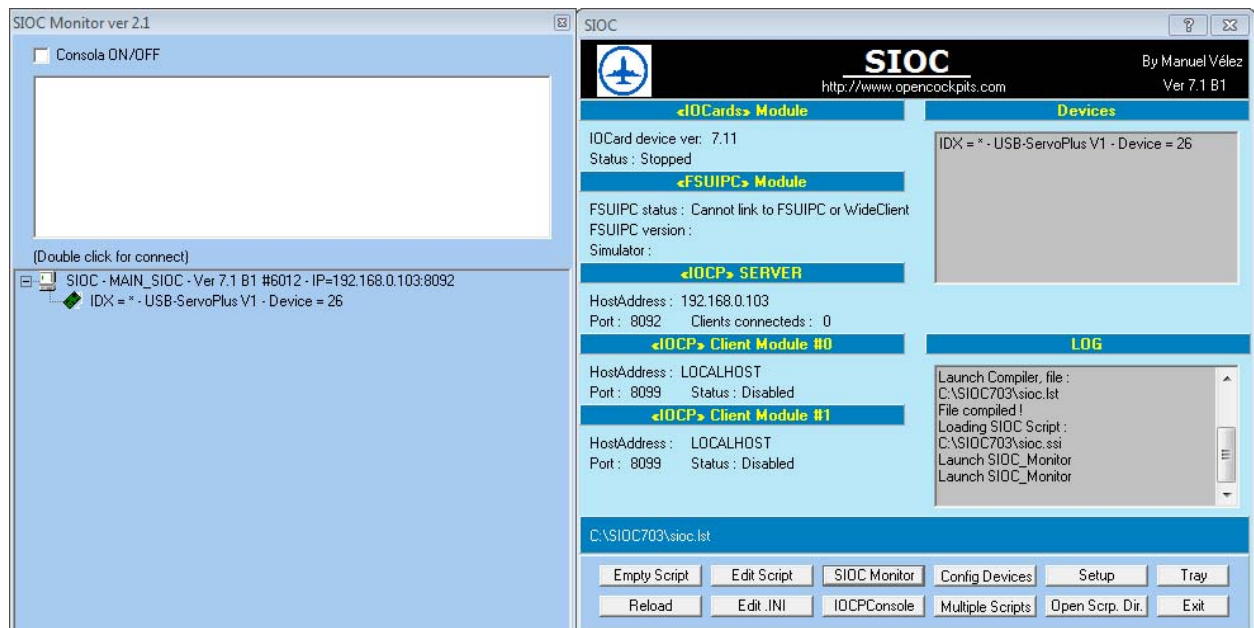 SIOC Monitor ver 2.1
Consola ON/OFF
(Double click for connect)
SIOC - MAIN_SIOC - Ver 7.1 B1 #6012 - IP=192.168.0.103:8092
IDX = * - USB-ServoPlus V1 - Device = 26
SIOC
SIOC
By Manuel Vélez
http://www.opencockpits.com
Ver 7.1 B1
«IOCards» Module
IOCard device ver: 7.11
Status : Stopped
«FSUIPC» Module
FSUIPC status : Cannot link to FSUIPC or WideClient
FSUIPC version :
Simulator :
«IOCP» SERVER
HostAddress : 192.168.0.103
Port : 8092 Clients connecteds : 0
«IOCP» Client Module #0
HostAddress : LOCALHOST
Port : 8099 Status : Disabled
«IOCP» Client Module #1
HostAddress : LOCALHOST
Port : 8099 Status : Disabled
Devices
IDX = * - USB-ServoPlus V1 - Device = 26
LOG
Launch Compiler, file :
C:\SIOC703\sioc.lst
File compiled !
Loading SIOC Script :
C:\SIOC703\sioc.ssi
Launch SIOC_Monitor
Launch SIOC_Monitor
C:\SIOC703\sioc.lst
Empty Script Edit Script SIOC Monitor Config Devices Setup Tray
Reload Edit .INI IOCPConsole Multiple Scripts Open Scrp. Dir. Exit